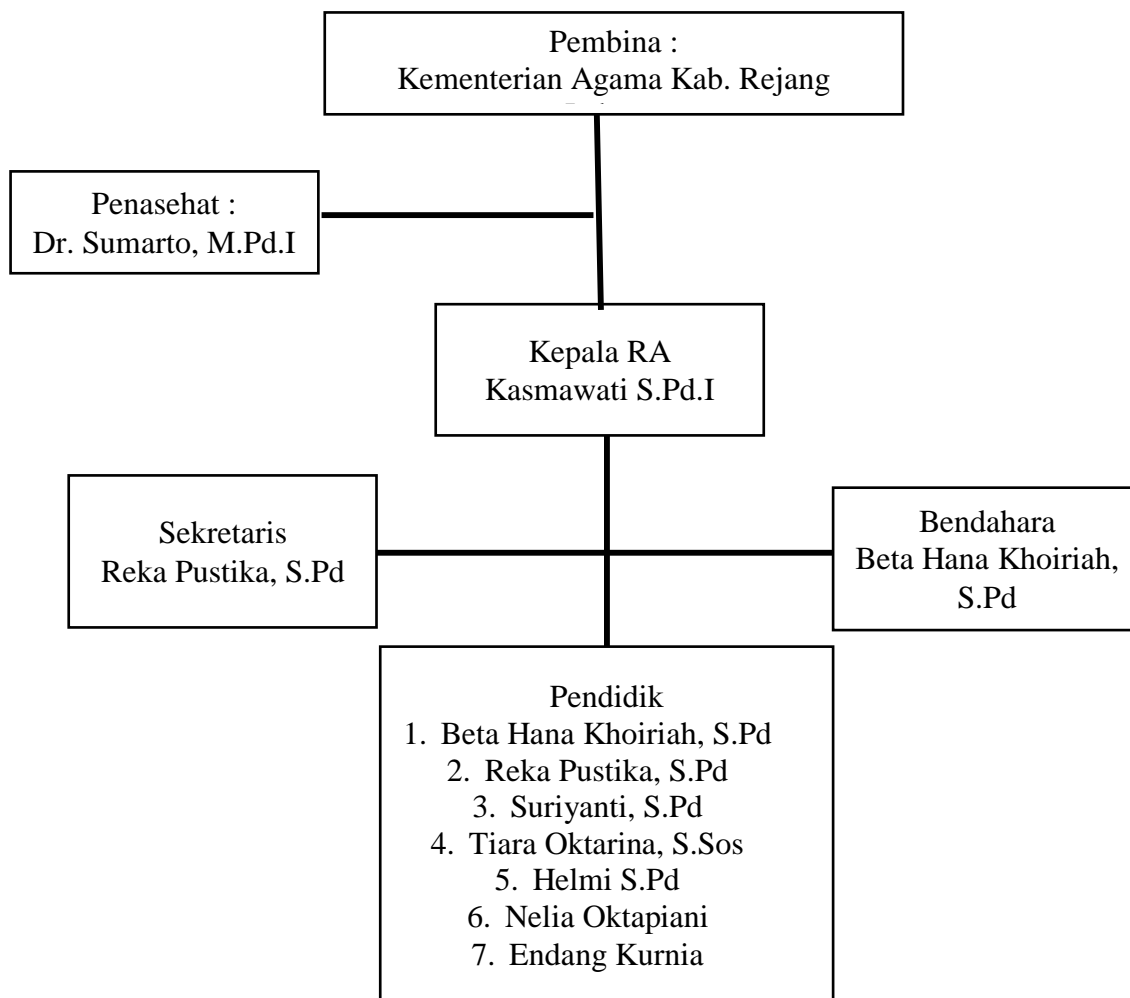 Pembina :
Kementerian Agama Kab. Rejang
Penasehat :
Dr. Sumarto, M.Pd.I
Kepala RA
Kasmawati S.Pd.I
Sekretaris
Reka Pustika, S.Pd
Bendahara
Beta Hana Khoiriah,
S.Pd
Pendidik
1. Beta Hana Khoiriah, S.Pd
2. Reka Pustika, S.Pd
3. Suriyanti, S.Pd
4. Tiara Oktarina, S.Sos
5. Helmi S.Pd
6. Nelia Oktapiani
7. Endang Kurnia